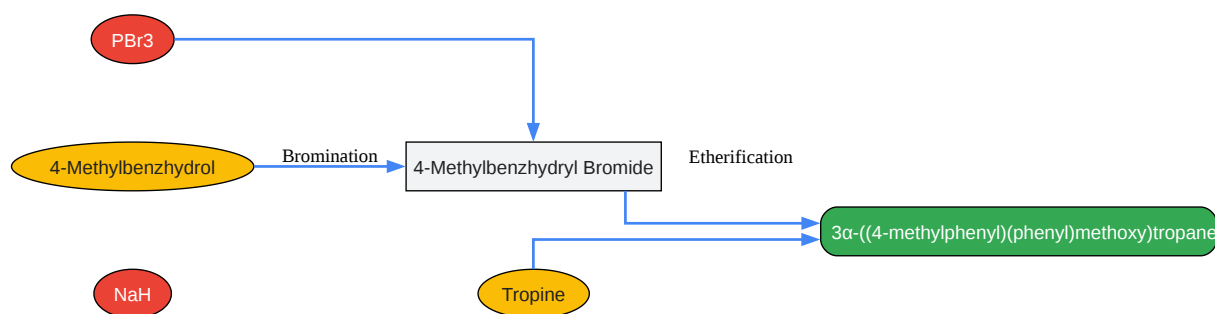 PBr3
4-Methylbenzhydrol
Bromination
4-Methylbenzhydryl Bromide
Etherification
3α-((4-methylphenyl)(phenyl)methoxy)tropane
NaH
Tropine